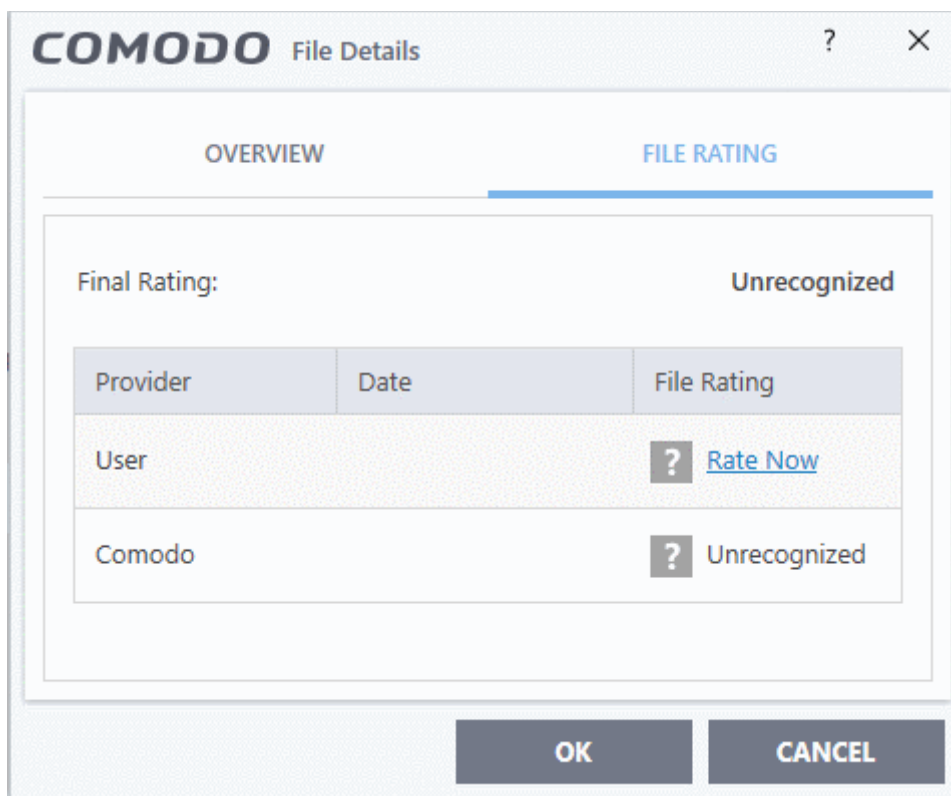 COMODO File Details ? ×
OVERVIEW FILE RATING
Final Rating: Unrecognized
Provider Date File Rating
User ? Rate Now
Comodo ? Unrecognized
OK CANCEL